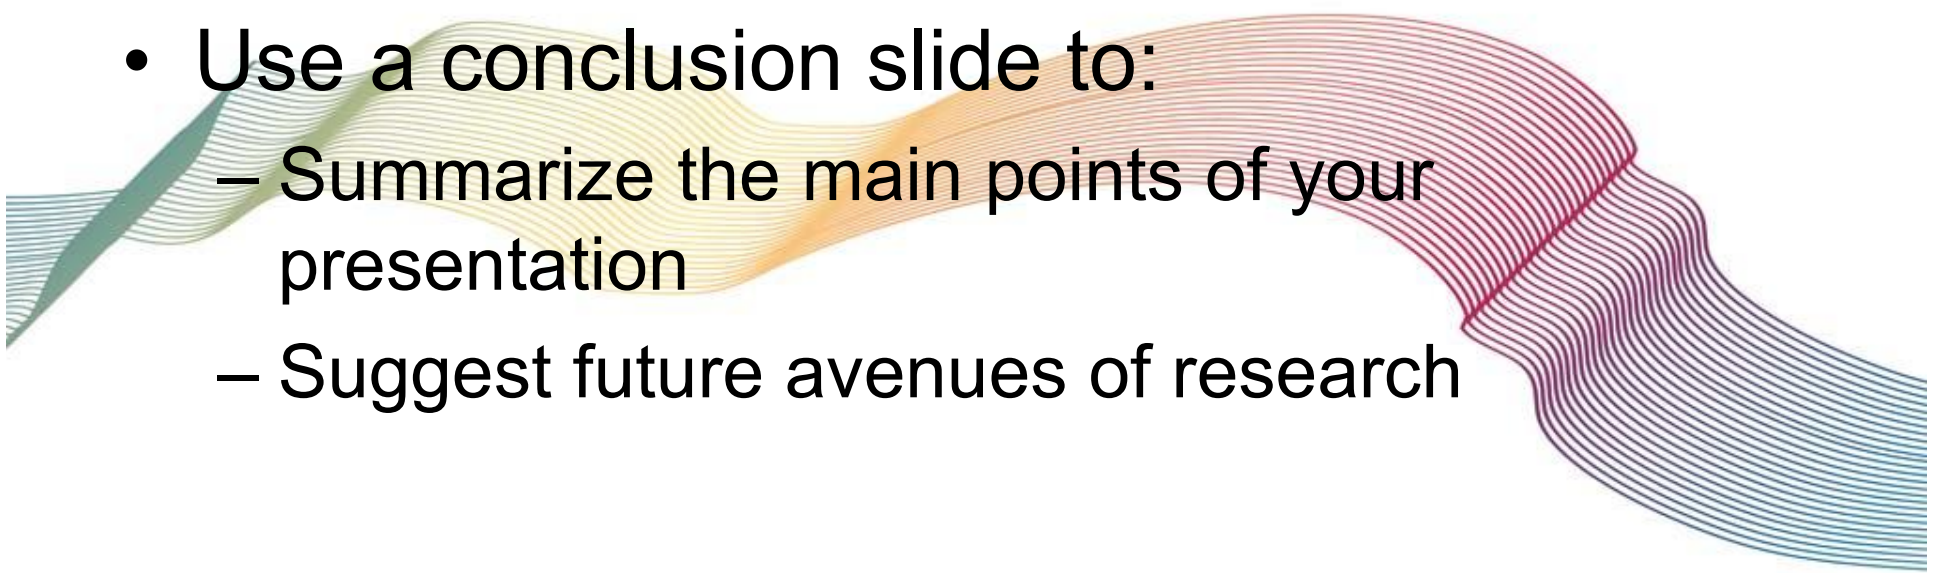 • Use a conclusion slide to:
– Summarize the main points of your
presentation
– Suggest future avenues of research